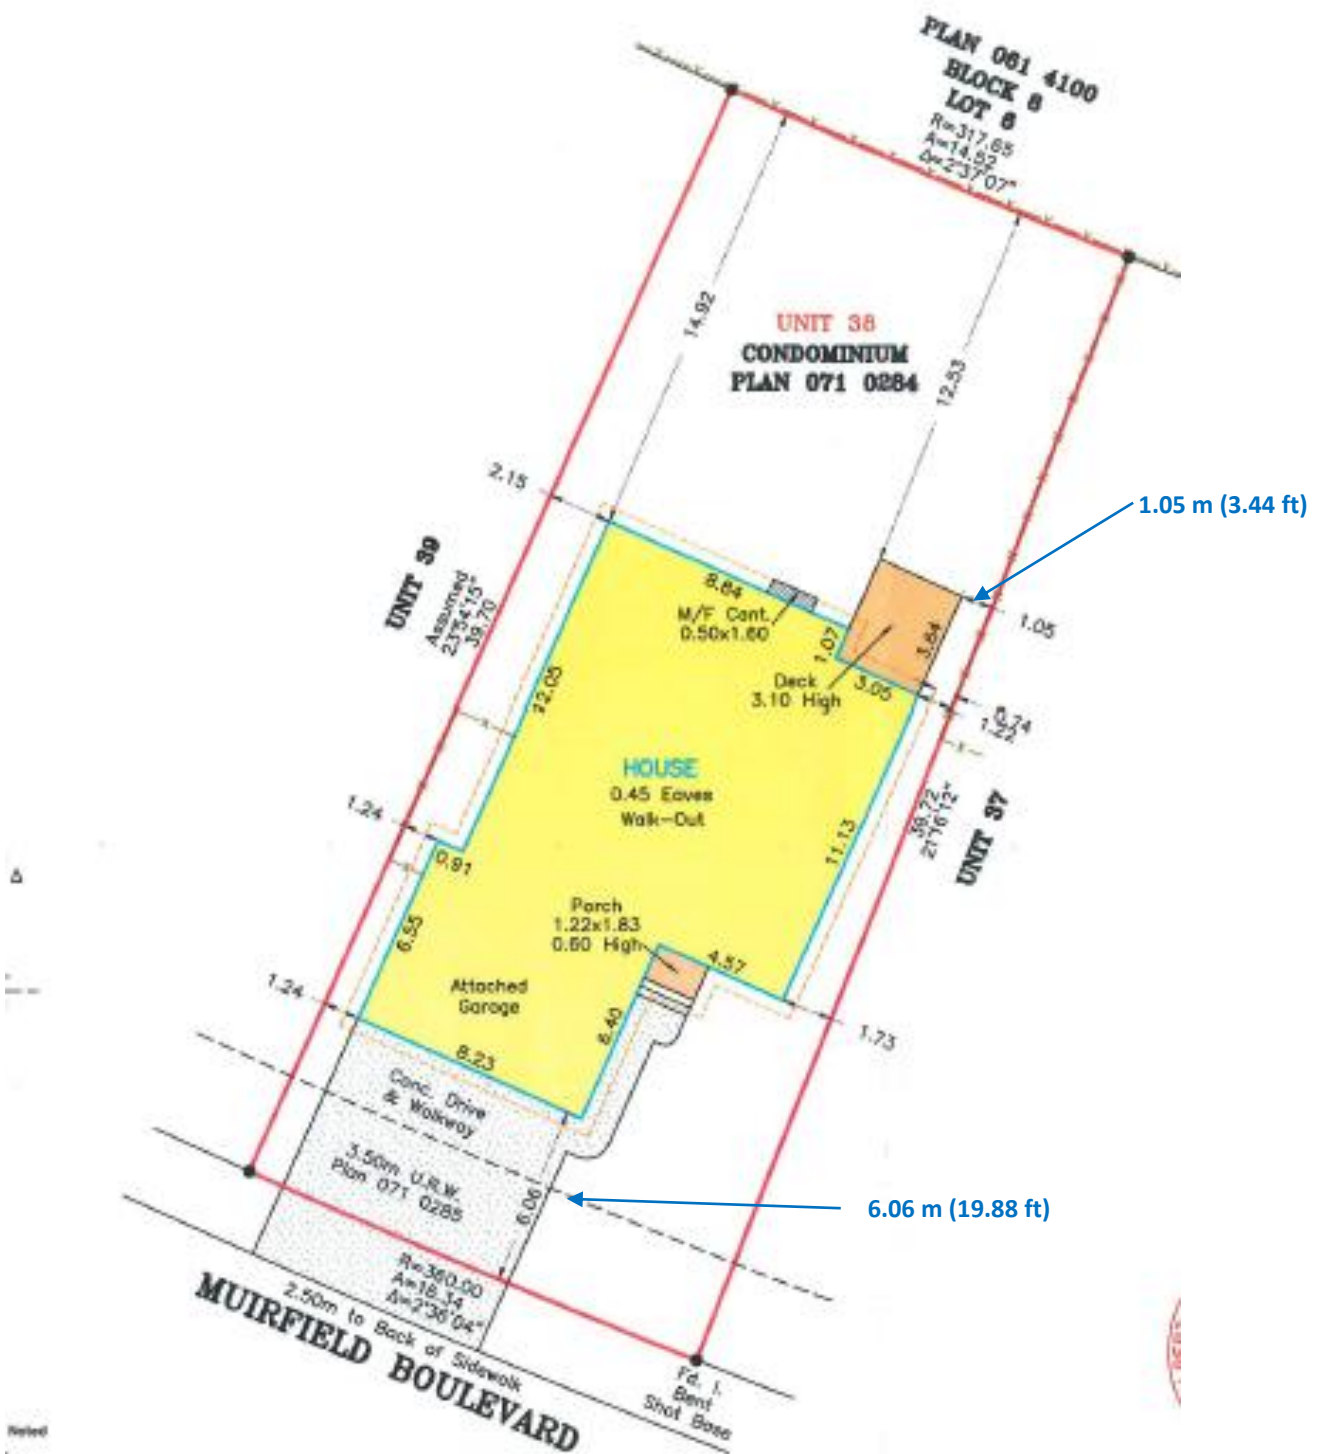 PLAN 061 4100
BLOCK 8
LOT 6
R=317.65
A=14.52
Δ=2°37'07"
14.92
UNIT 38
CONDOMINIUM
PLAN 071 0284
12.53
2.15
1.05 m (3.44 ft)
UNIT 39
Assumed
23°54'15"
39.70
8.84
M/F Cant.
0.50x1.60
1.07
3.64
1.05
Deck
3.10 High
3.05
0.74
1.22
12.05
HOUSE
0.45 Eaves
Walk-Out
39.72
21°16'12"
UNIT 37
11.13
1.24
0.91
Porch
1.22x1.83
0.60 High
4.57
6.55
Attached
Garage
6.40
1.24
1.73
8.23
Conc. Drive
& Walkway
3.50m U.R.W.
Plan 071 0285
6.06
6.06 m (19.88 ft)
R=360.00
A=16.34
Δ=2°36'04"
2.50m to Back of Sidewalk
MUIRFIELD BOULEVARD
Fd. I.
Bent
Shot Base
Δ
Noted